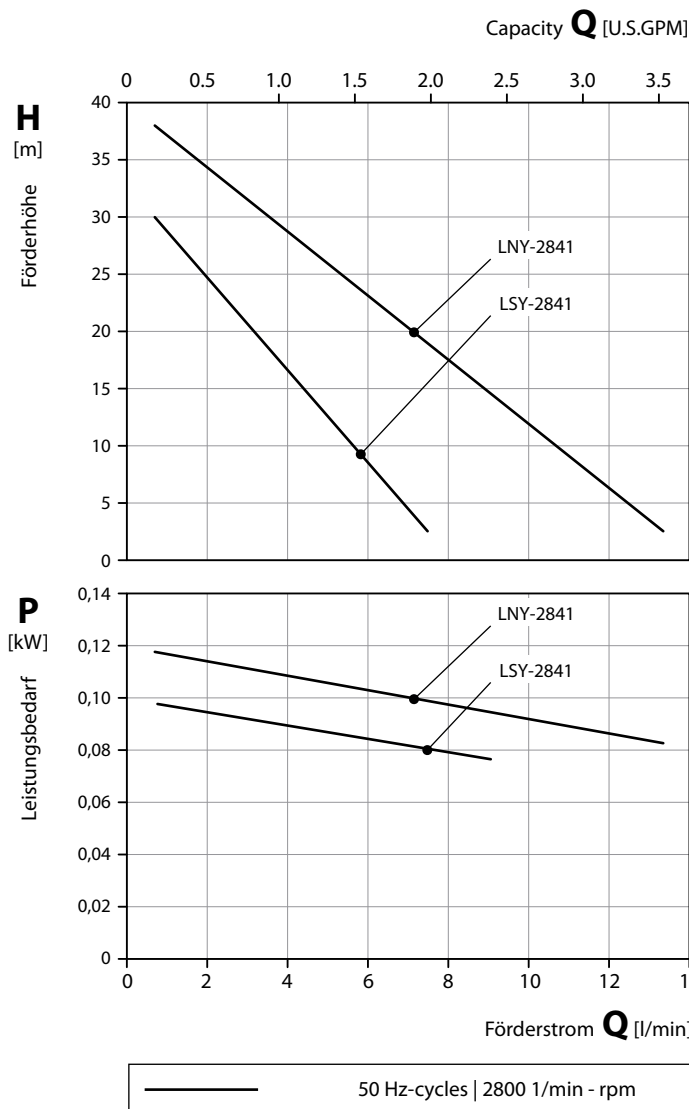 Capacity Q [U.S.GPM]
0 0.5 1.0 1.5 2.0 2.5 3.0 3.5
H
[m]
Förderhöhe
40
35
30
25
20
15
10
5
0
LNY-2841
LSY-2841
P
[kW]
Leistungsbedarf
0,14
0,12
0,10
0,08
0,06
0,04
0,02
0
LNY-2841
LSY-2841
0 2 4 6 8 10 12 1
Förderstrom Q [l/min]
50 Hz-cycles | 2800 1/min - rpm